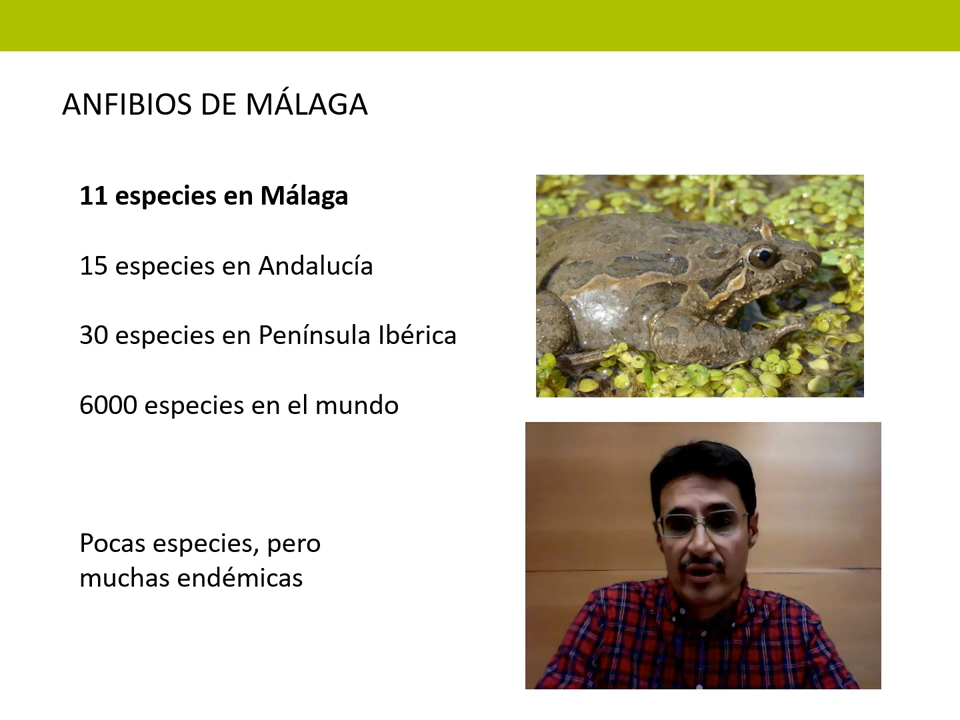 ANFIBIOS DE MÁLAGA
11 especies en Málaga
15 especies en Andalucía
30 especies en Península Ibérica
6000 especies en el mundo
Pocas especies, pero
muchas endémicas